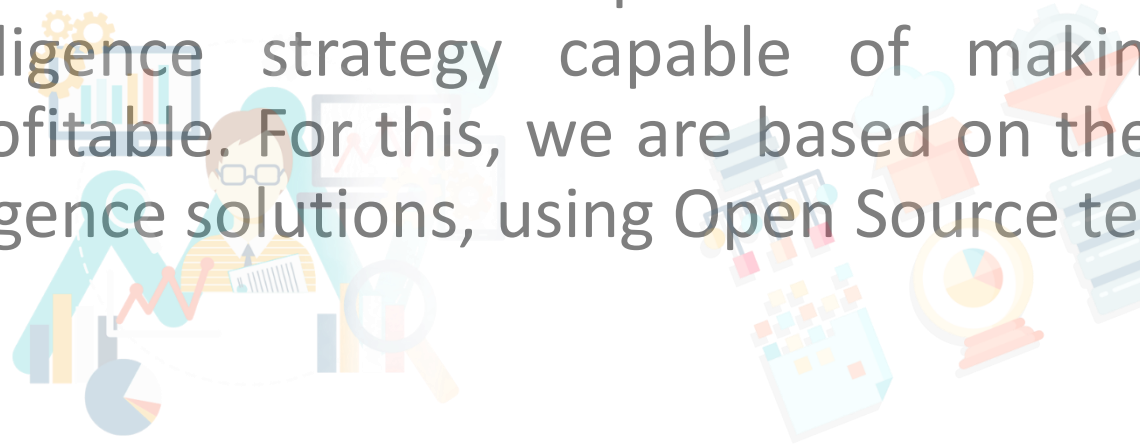 ligence strategy capable of makin
ofitable. For this, we are based on the
gence solutions, using Open Source te